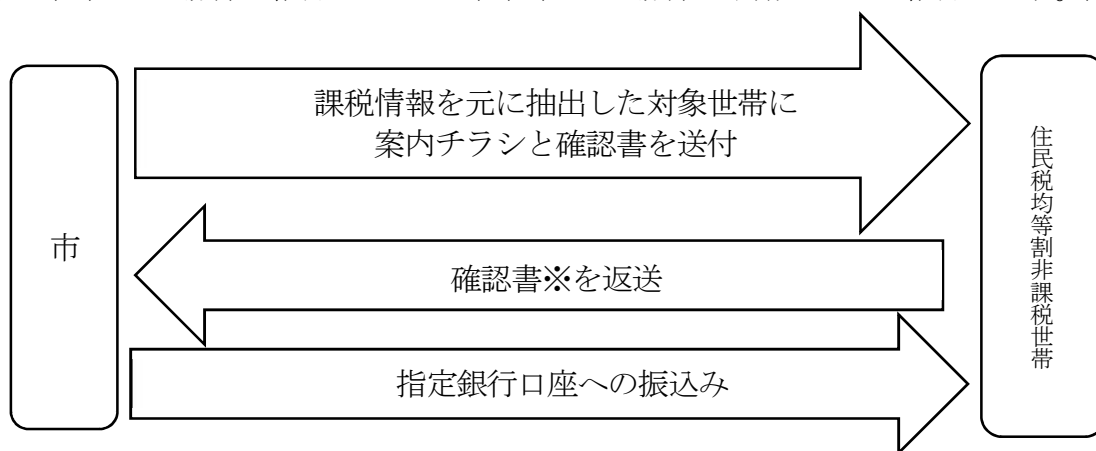 市
課税情報を元に抽出した対象世帯に
案内チラシと確認書を送付
確認書※を返送
指定銀行口座への振込み
住民税均等割非課税世帯